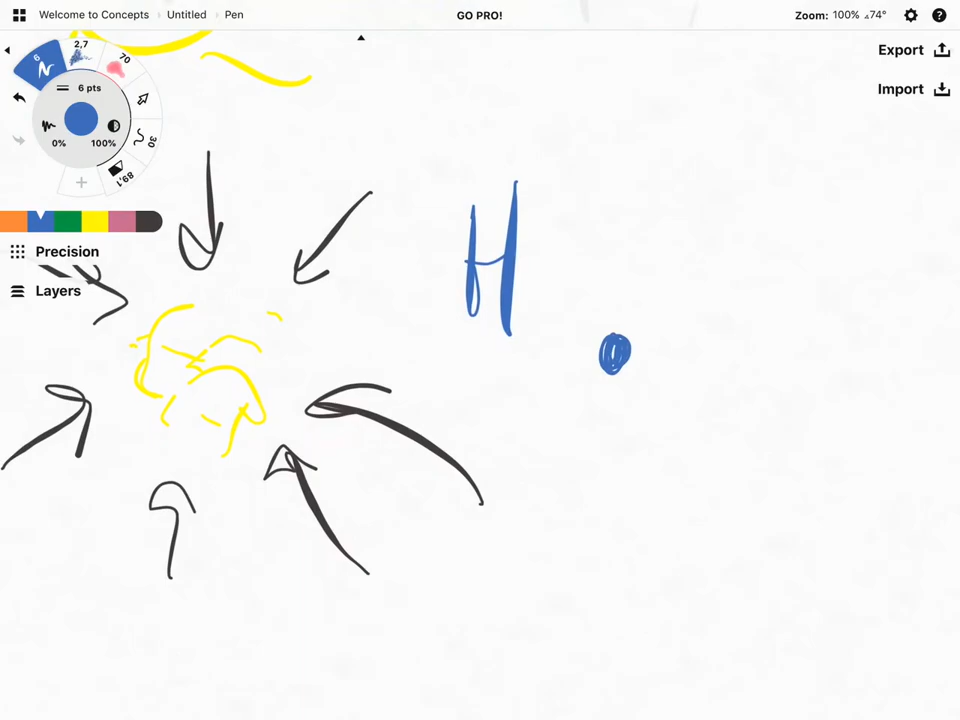 Welcome to Concepts › Untitled › Pen
GO PRO!
Zoom: 100% ⊿74°
Export
Import
6
2,7
70
6 pts
0%
100%
30
89,1
Precision
Layers
H